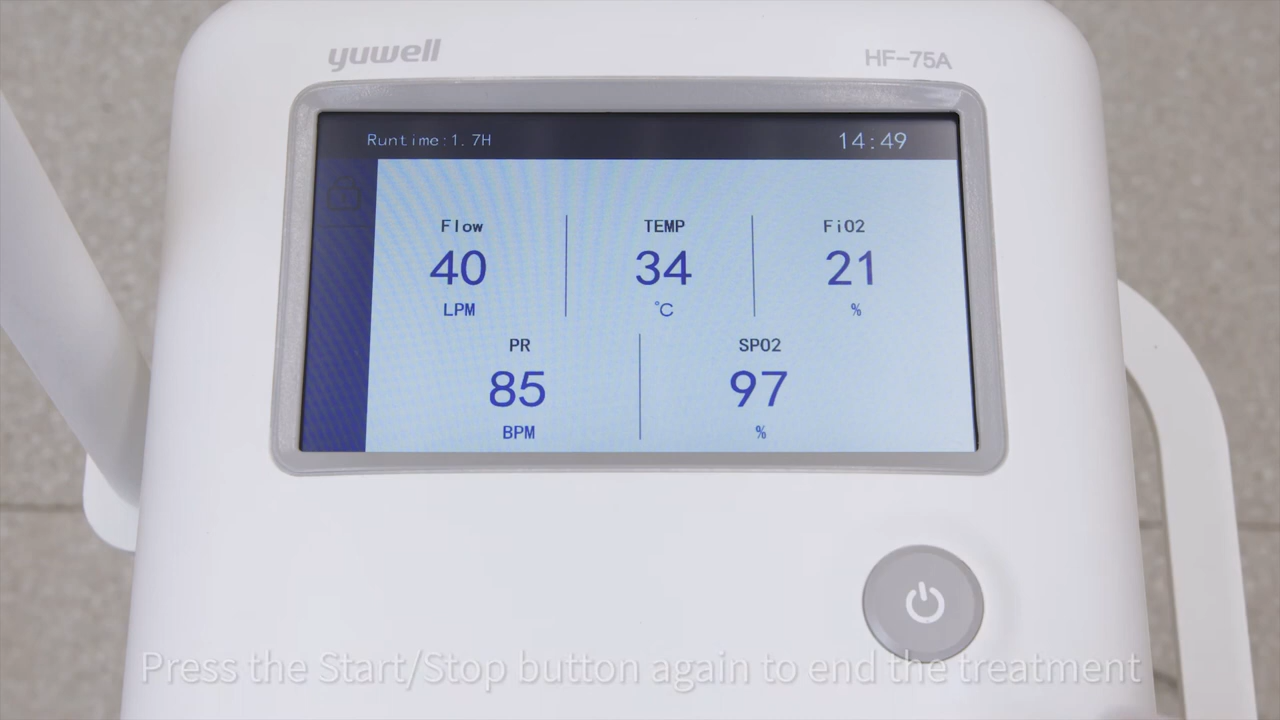 yuwell
HF-75A
Runtime:1.7H
14:49
Flow
TEMP
FiO2
40
34
21
LPM
℃
%
PR
SPO2
85
97
BPM
%
Press the Start/Stop button again to end the treatment